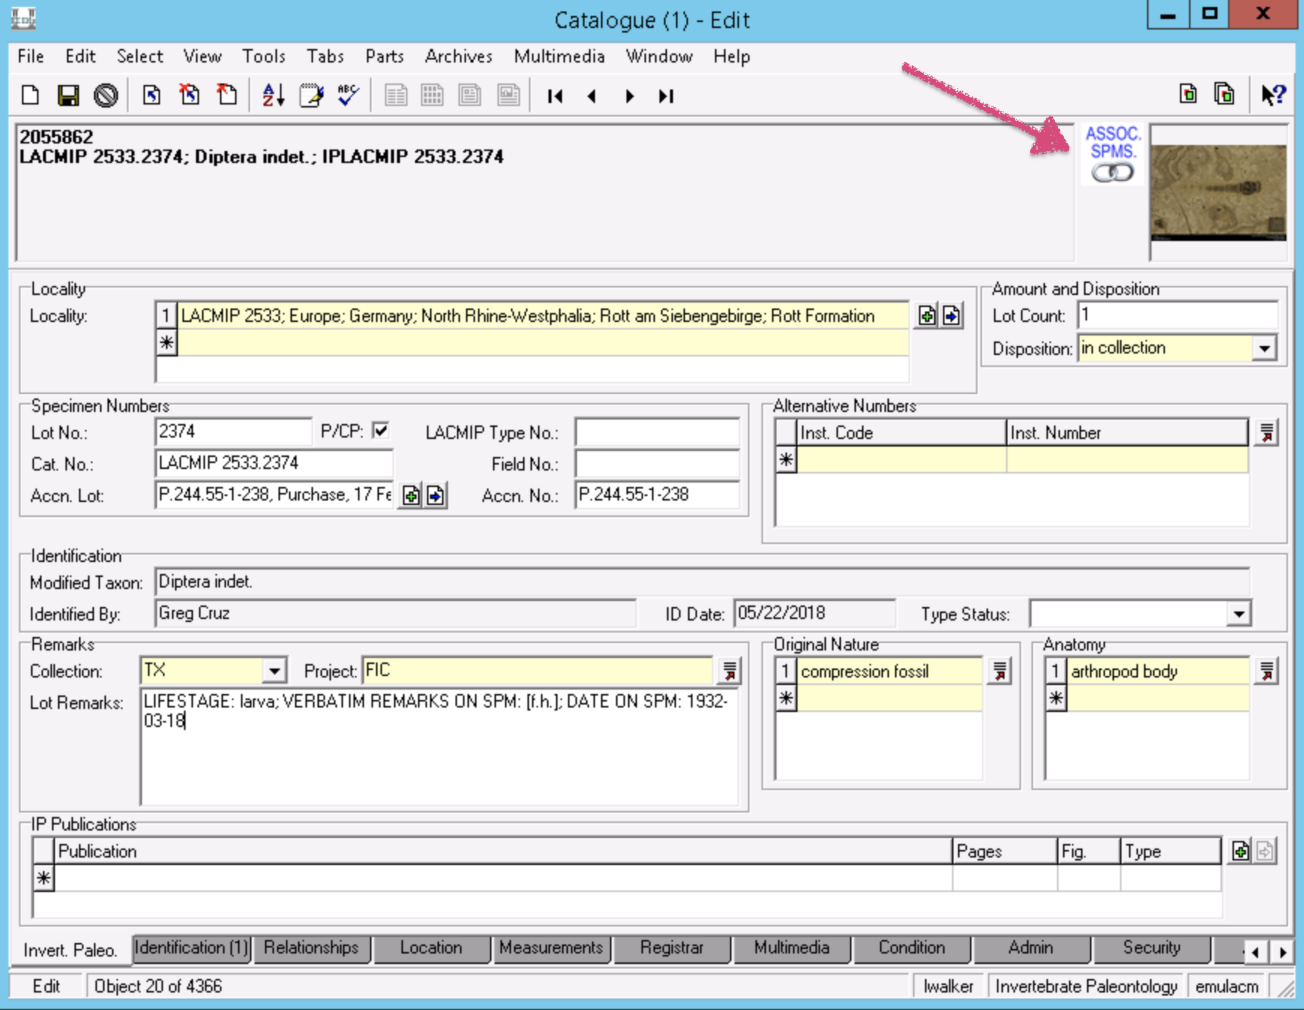 Catalogue (1) - Edit
File Edit Select View Tools Tabs Parts Archives Multimedia Window Help
2055862
LACMIP 2533.2374; Diptera indet.; IPLACMIP 2533.2374
ASSOC.
SPMS.
Locality
Locality: 1 LACMIP 2533; Europe; Germany; North Rhine-Westphalia; Rott am Siebengebirge; Rott Formation
Amount and Disposition
Lot Count: 1
Disposition: in collection
Specimen Numbers
Lot No.: 2374 P/CP: LACMIP Type No.:
Cat. No.: LACMIP 2533.2374 Field No.:
Accn. Lot: P.244.55-1-238, Purchase, 17 Fe Accn. No.: P.244.55-1-238
Alternative Numbers
Inst. Code Inst. Number
Identification
Modified Taxon: Diptera indet.
Identified By: Greg Cruz ID Date: 05/22/2018 Type Status:
Remarks
Collection: TX Project: FIC
Lot Remarks: LIFESTAGE: larva; VERBATIM REMARKS ON SPM: [f.h.]; DATE ON SPM: 1932-
03-18
Original Nature
1 compression fossil
Anatomy
1 arthropod body
IP Publications
Publication Pages Fig. Type
Invert. Paleo. Identification (1) Relationships Location Measurements Registrar Multimedia Condition Admin Security
Edit Object 20 of 4366 lwalker Invertebrate Paleontology emulacm